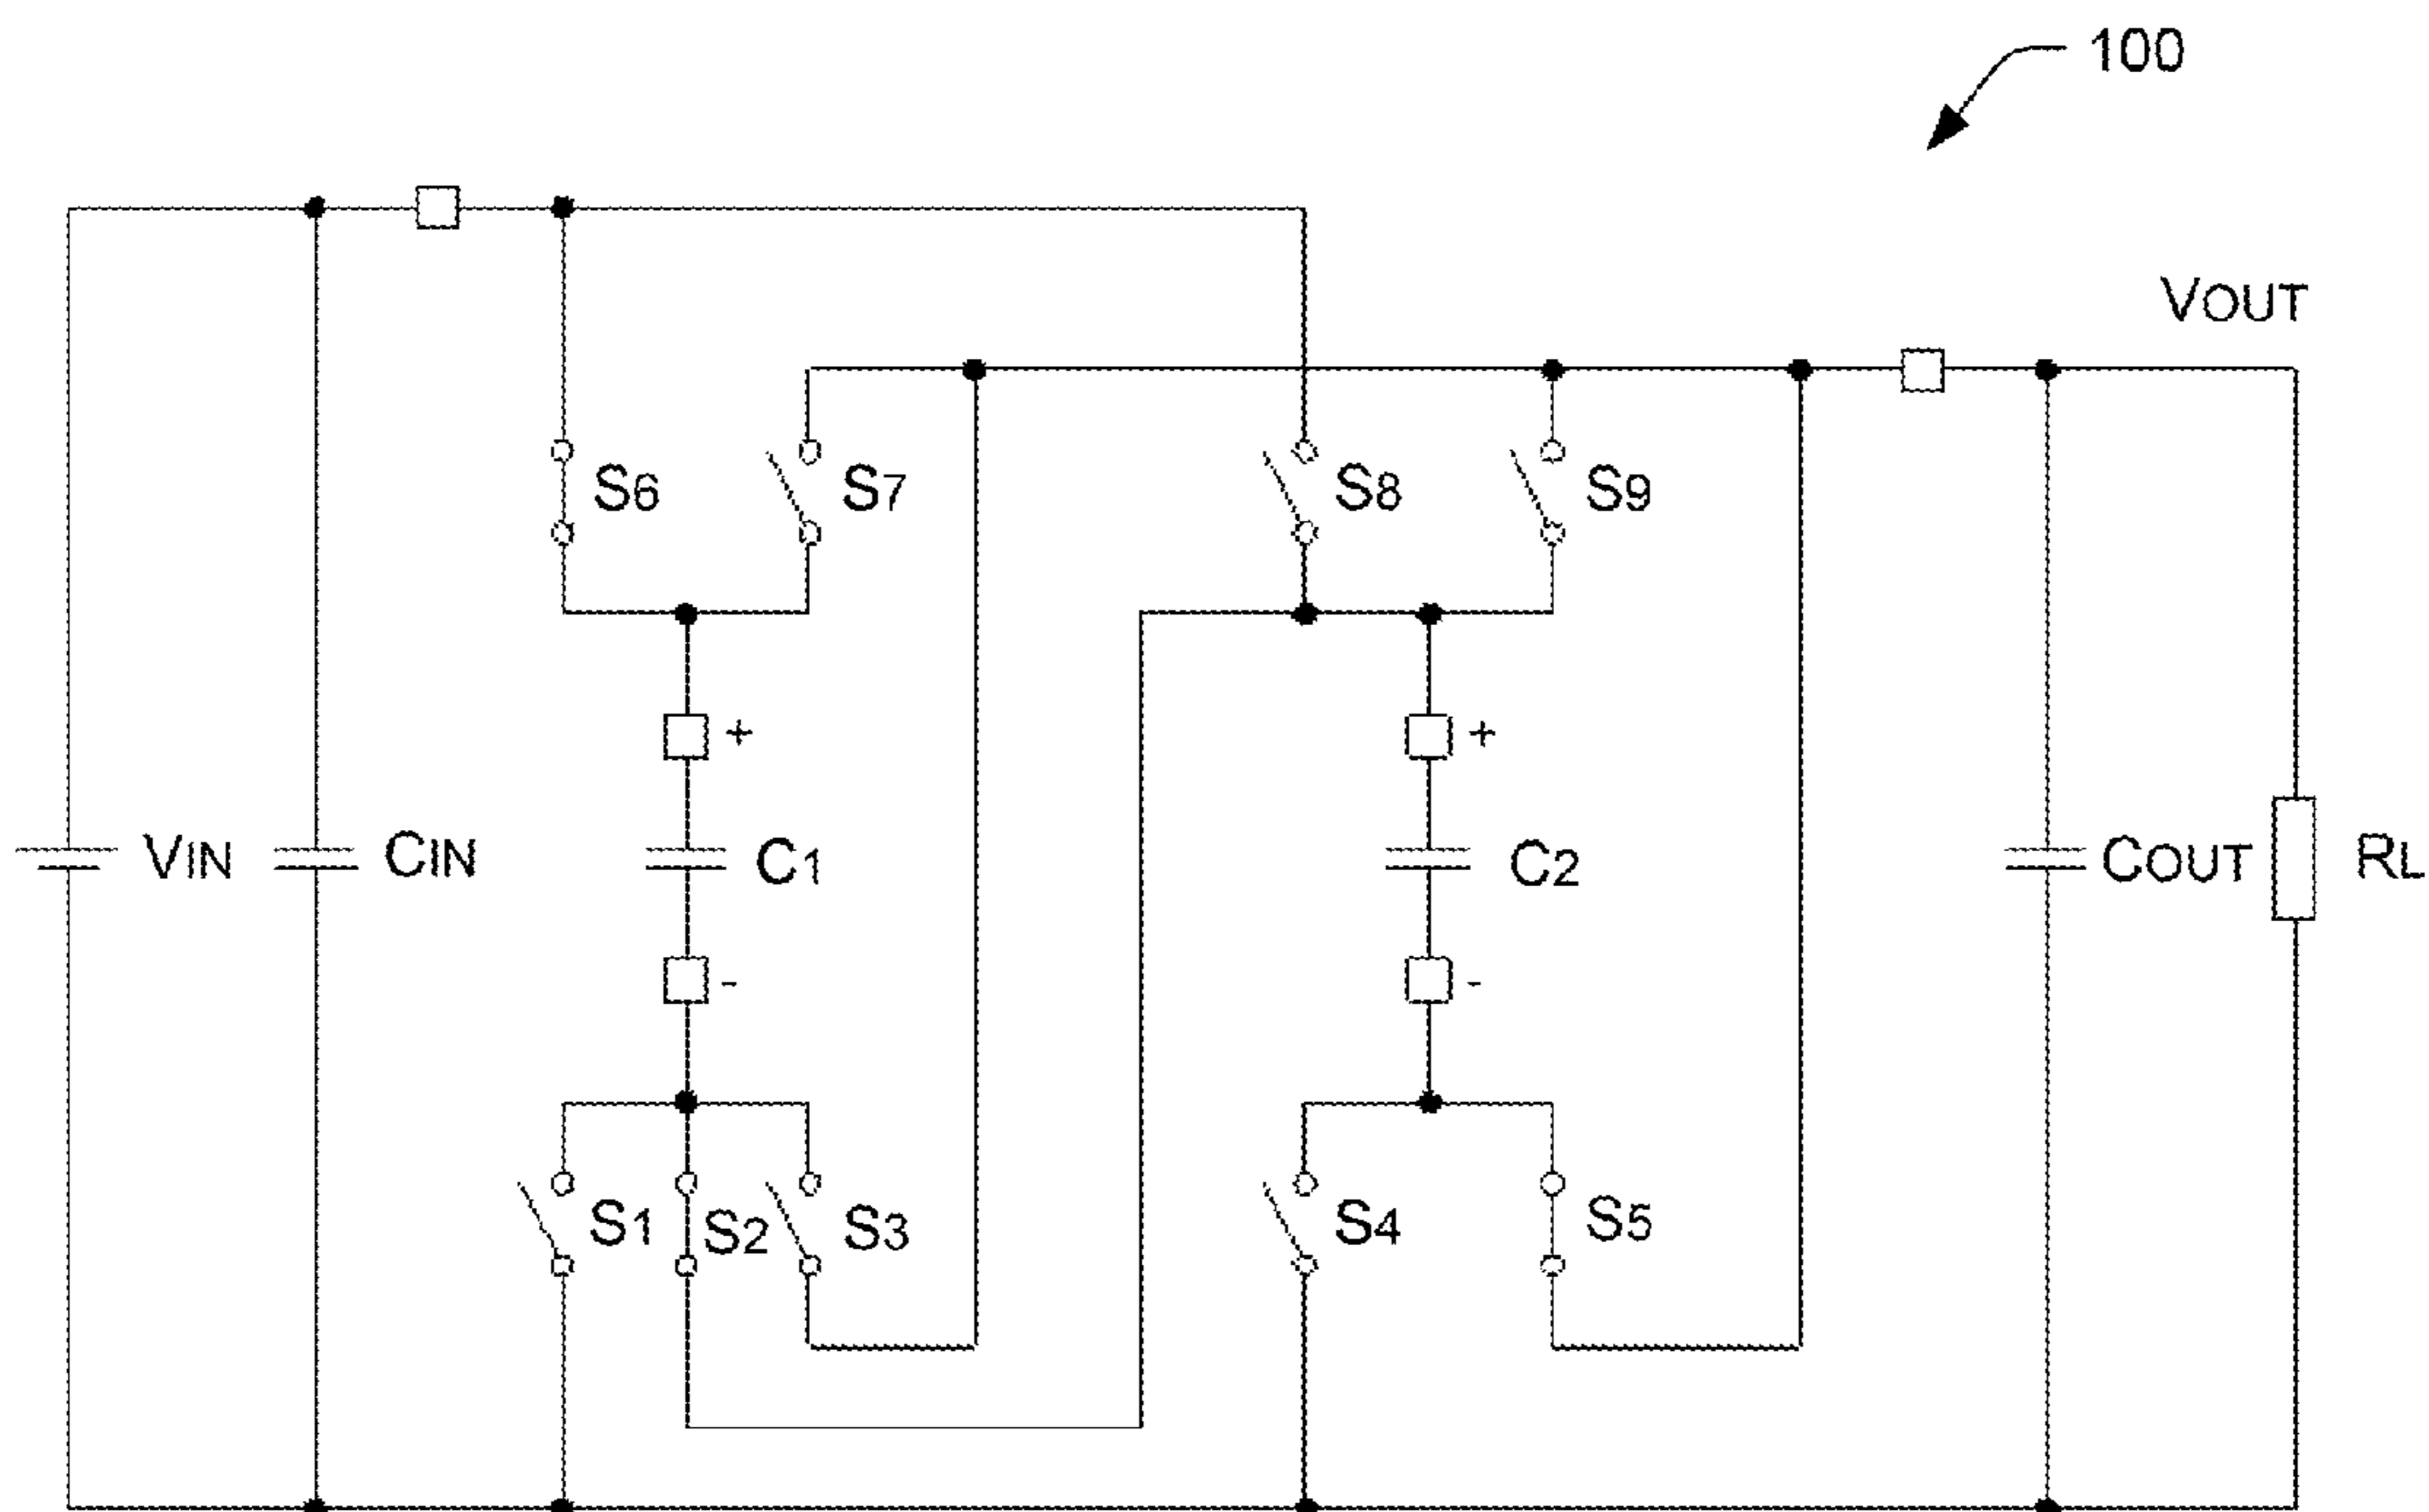 100
VOUT
S6
S7
S8
S9
+
+
VIN
CIN
C1
C2
COUT
RL
-
-
S1
S2
S3
S4
S5